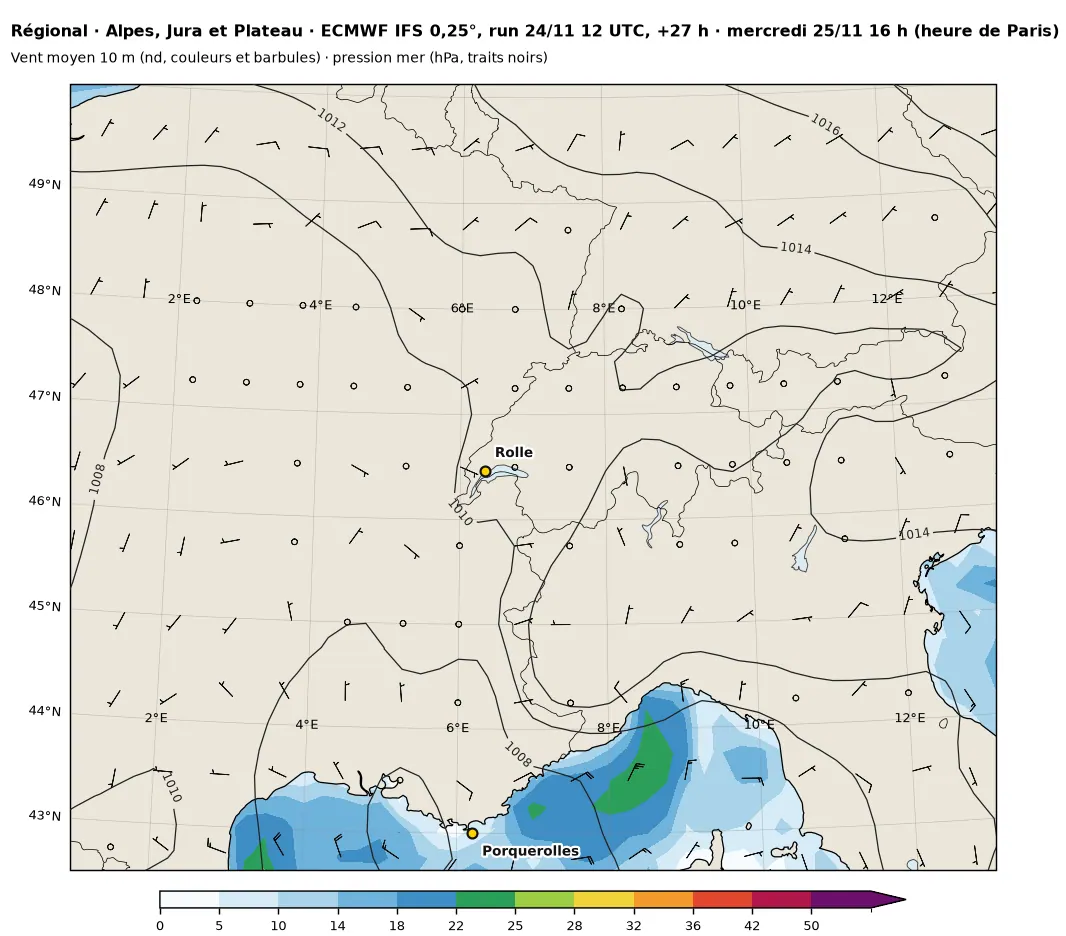 Régional · Alpes, Jura et Plateau · ECMWF IFS 0,25°, run 24/11 12 UTC, +27 h · mercredi 25/11 16 h (heure de Paris)
Vent moyen 10 m (nd, couleurs et barbules) · pression mer (hPa, traits noirs)
1012
1016
49°N
1014
48°N
2°E
4°E
6°E
8°E
10°E
12°E
47°N
1008
Rolle
46°N
1010
1014
45°N
44°N
2°E
4°E
6°E
8°E
10°E
12°E
1008
1010
43°N
Porquerolles
0 5 10 14 18 22 25 28 32 36 42 50